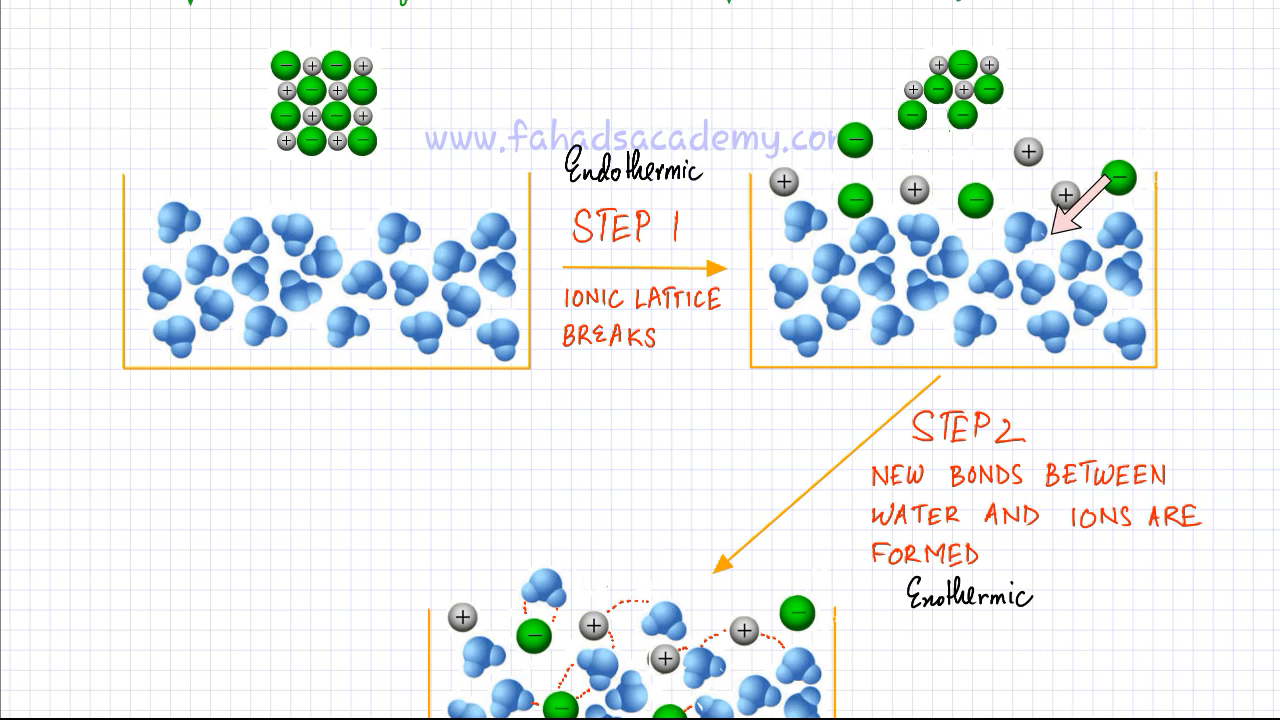 www.fahadsacademy.com
Endothermic
STEP 1
IONIC LATTICE
BREAKS
STEP 2
NEW BONDS BETWEEN
WATER AND IONS ARE
FORMED
Exothermic